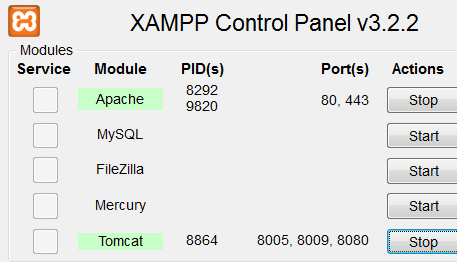 XAMPP Control Panel v3.2.2
Modules
Service Module PID(s) Port(s) Actions
Apache 8292 9820 80, 443 Stop
MySQL Start
FileZilla Start
Mercury Start
Tomcat 8864 8005, 8009, 8080 Stop